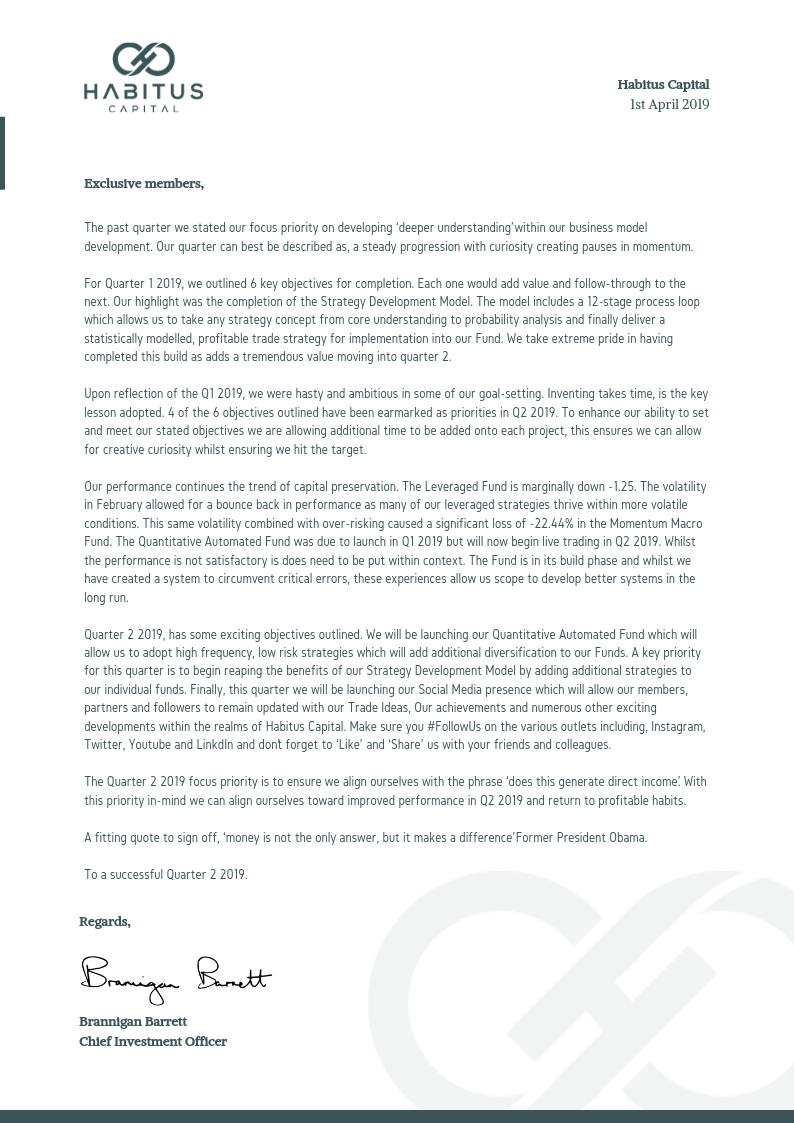 HABITUS
CAPITAL
Habitus Capital
1st April 2019
Exclusive members,
The past quarter we stated our focus priority on developing ‘deeper understanding’within our business model
development. Our quarter can best be described as, a steady progression with curiosity creating pauses in momentum.
For Quarter 1 2019, we outlined 6 key objectives for completion. Each one would add value and follow-through to the
next. Our highlight was the completion of the Strategy Development Model. The model includes a 12-stage process loop
which allows us to take any strategy concept from core understanding to probability analysis and finally deliver a
statistically modelled, profitable trade strategy for implementation into our Fund. We take extreme pride in having
completed this build as adds a tremendous value moving into quarter 2.
Upon reflection of the Q1 2019, we were hasty and ambitious in some of our goal-setting. Inventing takes time, is the key
lesson adopted. 4 of the 6 objectives outlined have been earmarked as priorities in Q2 2019. To enhance our ability to set
and meet our stated objectives we are allowing additional time to be added onto each project, this ensures we can allow
for creative curiosity whilst ensuring we hit the target.
Our performance continues the trend of capital preservation. The Leveraged Fund is marginally down -1.25. The volatility
in February allowed for a bounce back in performance as many of our leveraged strategies thrive within more volatile
conditions. This same volatility combined with over-risking caused a significant loss of -22.44% in the Momentum Macro
Fund. The Quantitative Automated Fund was due to launch in Q1 2019 but will now begin live trading in Q2 2019. Whilst
the performance is not satisfactory is does need to be put within context. The Fund is in its build phase and whilst we
have created a system to circumvent critical errors, these experiences allow us scope to develop better systems in the
long run.
Quarter 2 2019, has some exciting objectives outlined. We will be launching our Quantitative Automated Fund which will
allow us to adopt high frequency, low risk strategies which will add additional diversification to our Funds. A key priority
for this quarter is to begin reaping the benefits of our Strategy Development Model by adding additional strategies to
our individual funds. Finally, this quarter we will be launching our Social Media presence which will allow our members,
partners and followers to remain updated with our Trade Ideas, Our achievements and numerous other exciting
developments within the realms of Habitus Capital. Make sure you #FollowUs on the various outlets including, Instagram,
Twitter, Youtube and LinkdIn and dont forget to ‘Like’ and ‘Share’ us with your friends and colleagues.
The Quarter 2 2019 focus priority is to ensure we align ourselves with the phrase ‘does this generate direct income’. With
this priority in-mind we can align ourselves toward improved performance in Q2 2019 and return to profitable habits.
A fitting quote to sign off, ‘money is not the only answer, but it makes a difference’Former President Obama.
To a successful Quarter 2 2019.
Regards,
Brannigan Barrett
Brannigan Barrett
Chief Investment Officer